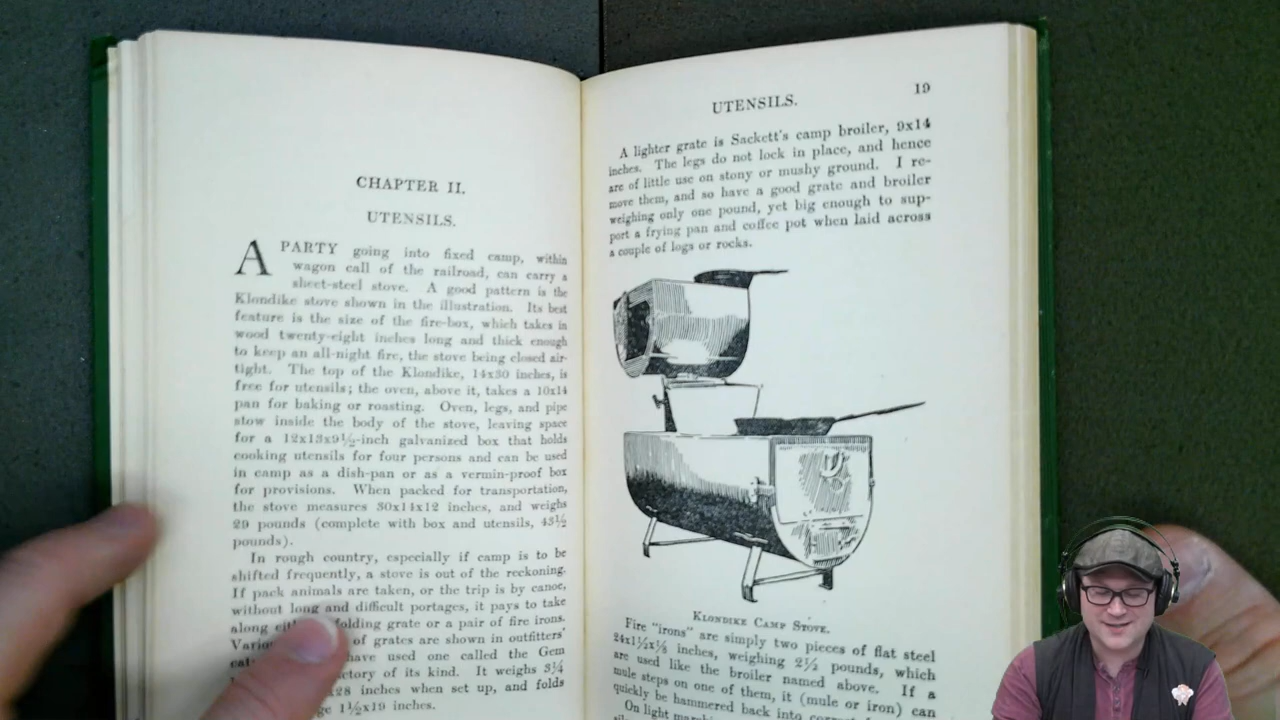 CHAPTER II.
UTENSILS.
A PARTY going into fixed camp, within
wagon call of the railroad, can carry a
sheet-steel stove. A good pattern is the
Klondike stove shown in the illustration. Its best
feature is the size of the fire-box, which takes in
wood twenty-eight inches long and thick enough
to keep an all-night fire, the stove being closed air-
tight. The top of the Klondike, 14x30 inches, is
free for utensils; the oven, above it, takes a 10x14
pan for baking or roasting. Oven, legs, and pipe
stow inside the body of the stove, leaving space
for a 12x13x9½-inch galvanized box that holds
cooking utensils for four persons and can be used
in camp as a dish-pan or as a vermin-proof box
for provisions. When packed for transportation,
the stove measures 30x14x12 inches, and weighs
29 pounds (complete with box and utensils, 43½
pounds).
In rough country, especially if camp is to be
shifted frequently, a stove is out of the reckoning.
If pack animals are taken, or the trip is by canoe,
without long and difficult portages, it pays to take
along folding grate or a pair of fire irons.
of grates are shown in outfitters'
have used one called the Gem
of its kind. It weighs 3¼
inches when set up, and folds
1½x19 inches.
UTENSILS. 19
A lighter grate is Sackett's camp broiler, 9x14
inches. The legs do not lock in place, and hence
are of little use on stony or mushy ground. I re-
move them, and so have a good grate and broiler
weighing only one pound, yet big enough to sup-
port a frying pan and coffee pot when laid across
a couple of logs or rocks.
KLONDIKE CAMP STOVE.
Fire "irons" are simply two pieces of flat steel
24x1½x⅛ inches, weighing 2½ pounds, which
are used like the broiler named above. If a
mule steps on one of them, it (mule or iron) can
quickly be hammered back into
On light